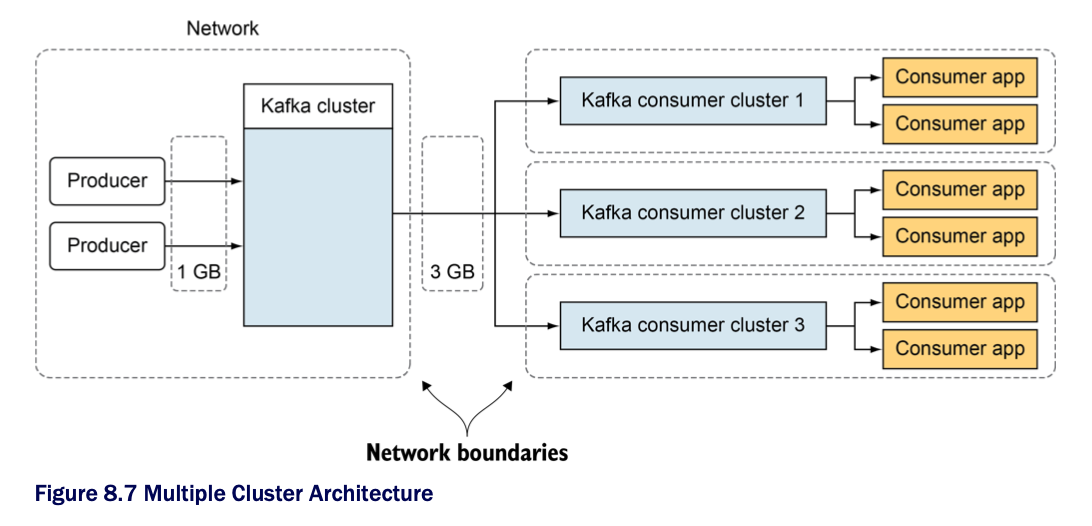 Network
Kafka cluster
Producer
Producer
1 GB
3 GB
Kafka consumer cluster 1
Consumer app
Consumer app
Kafka consumer cluster 2
Consumer app
Consumer app
Kafka consumer cluster 3
Consumer app
Consumer app
Network boundaries
Figure 8.7 Multiple Cluster Architecture